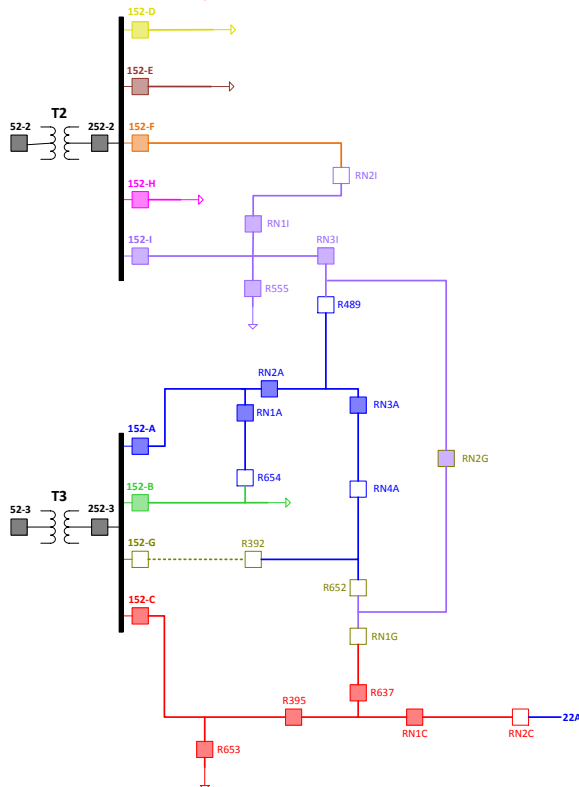 152-D
152-E
T2
52-2
252-2
152-F
RN2I
152-H
RN1I
152-I
RN3I
R555
R489
RN2A
RN3A
RN1A
152-A
RN2G
R654
RN4A
T3
152-B
52-3
252-3
152-G
R392
R652
152-C
RN1G
R637
R395
22A
RN1C
RN2C
R653